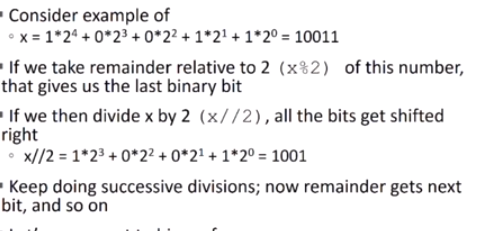 ▪ Consider example of
◦ x = 1*2⁴ + 0*2³ + 0*2² + 1*2¹ + 1*2⁰ = 10011
▪ If we take remainder relative to 2 (x%2) of this number,
that gives us the last binary bit
▪ If we then divide x by 2 (x//2), all the bits get shifted
right
◦ x//2 = 1*2³ + 0*2² + 0*2¹ + 1*2⁰ = 1001
▪ Keep doing successive divisions; now remainder gets next
bit, and so on